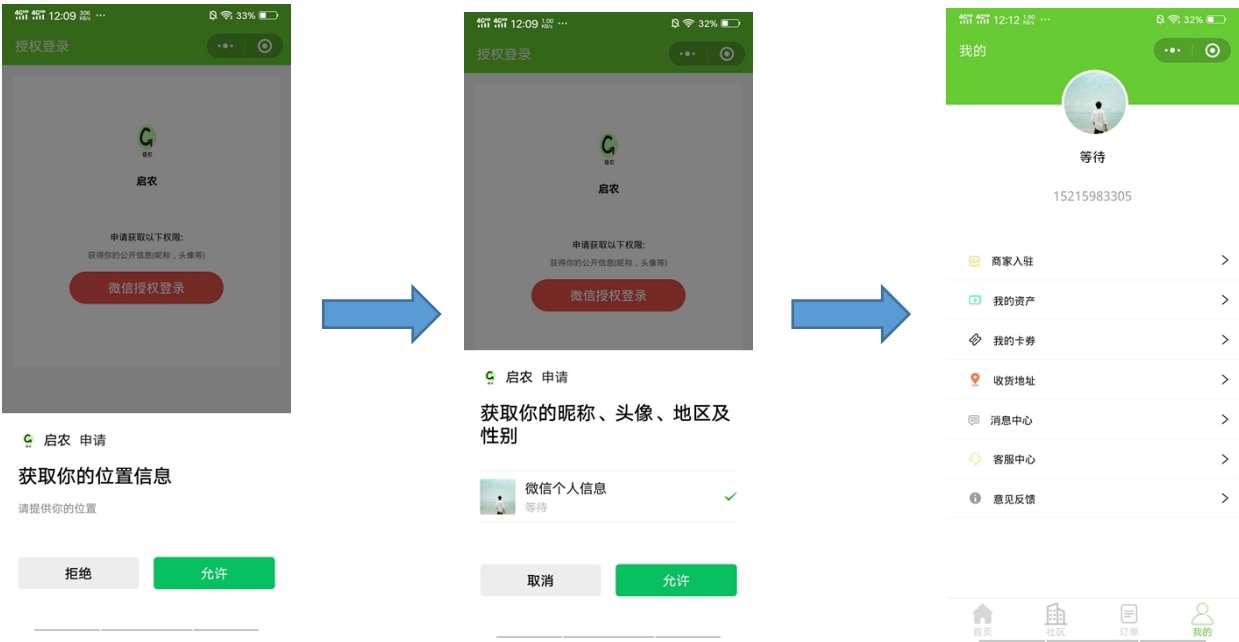 12:09
33%
授权登录
启农
申请获取以下权限:
获得你的公开信息(昵称，头像等)
微信授权登录
启农 申请
获取你的位置信息
请提供你的位置
拒绝
允许
12:09
32%
授权登录
启农
申请获取以下权限:
获得你的公开信息(昵称，头像等)
微信授权登录
启农 申请
获取你的昵称、头像、地区及
性别
微信个人信息
等待
取消
允许
12:12
32%
我的
等待
15215983305
商家入驻
我的资产
我的卡券
收货地址
消息中心
客服中心
意见反馈
首页
社区
订单
我的